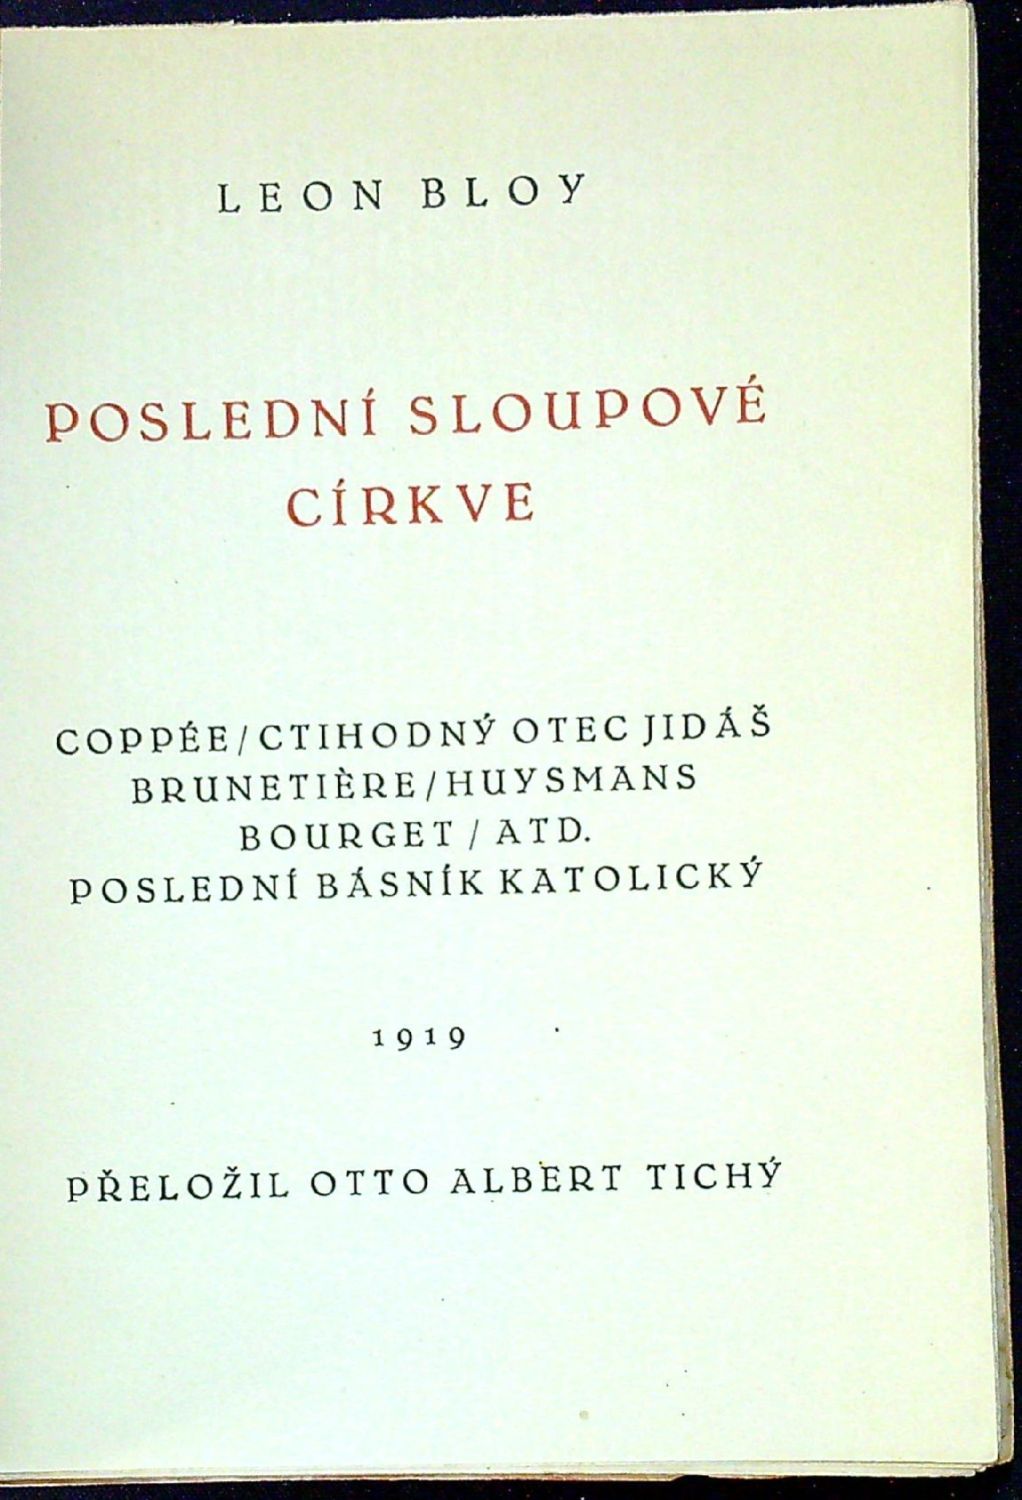 LEON BLOY
POSLEDNÍ SLOUPOVÉ
CÍRKVE
COPPÉE/CTIHODNÝ OTEC JIDÁŠ
BRUNETIÈRE/HUYSMANS
BOURGET / ATD.
POSLEDNÍ BÁSNÍK KATOLICKÝ
1919
PŘELOŽIL OTTO ALBERT TICHÝ